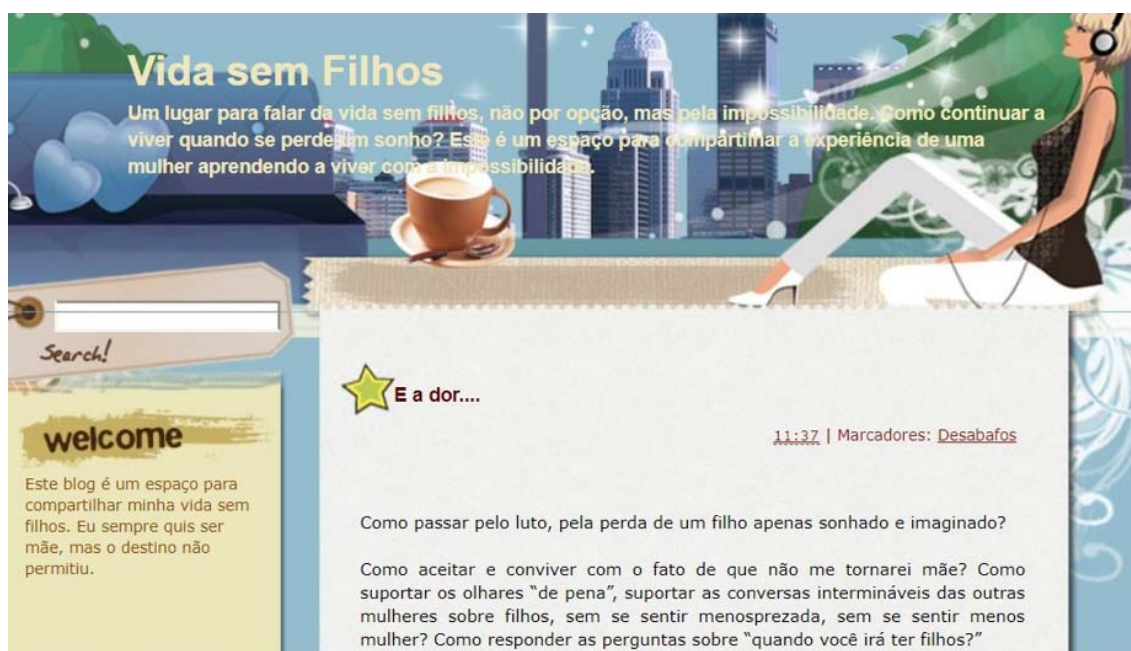 Vida sem Filhos
Um lugar para falar da vida sem filhos, não por opção, mas pela impossibilidade. Como continuar a
viver quando se perde um sonho? Este é um espaço para compartilhar a experiência de uma
mulher aprendendo a viver com a impossibilidade.
Search!
welcome
Este blog é um espaço para
compartilhar minha vida sem
filhos. Eu sempre quis ser
mãe, mas o destino não
permitiu.
E a dor....
11:37 | Marcadores: Desabafos
Como passar pelo luto, pela perda de um filho apenas sonhado e imaginado?
Como aceitar e conviver com o fato de que não me tornarei mãe? Como
suportar os olhares “de pena”, suportar as conversas intermináveis das outras
mulheres sobre filhos, sem se sentir menosprezada, sem se sentir menos
mulher? Como responder as perguntas sobre “quando você irá ter filhos?”